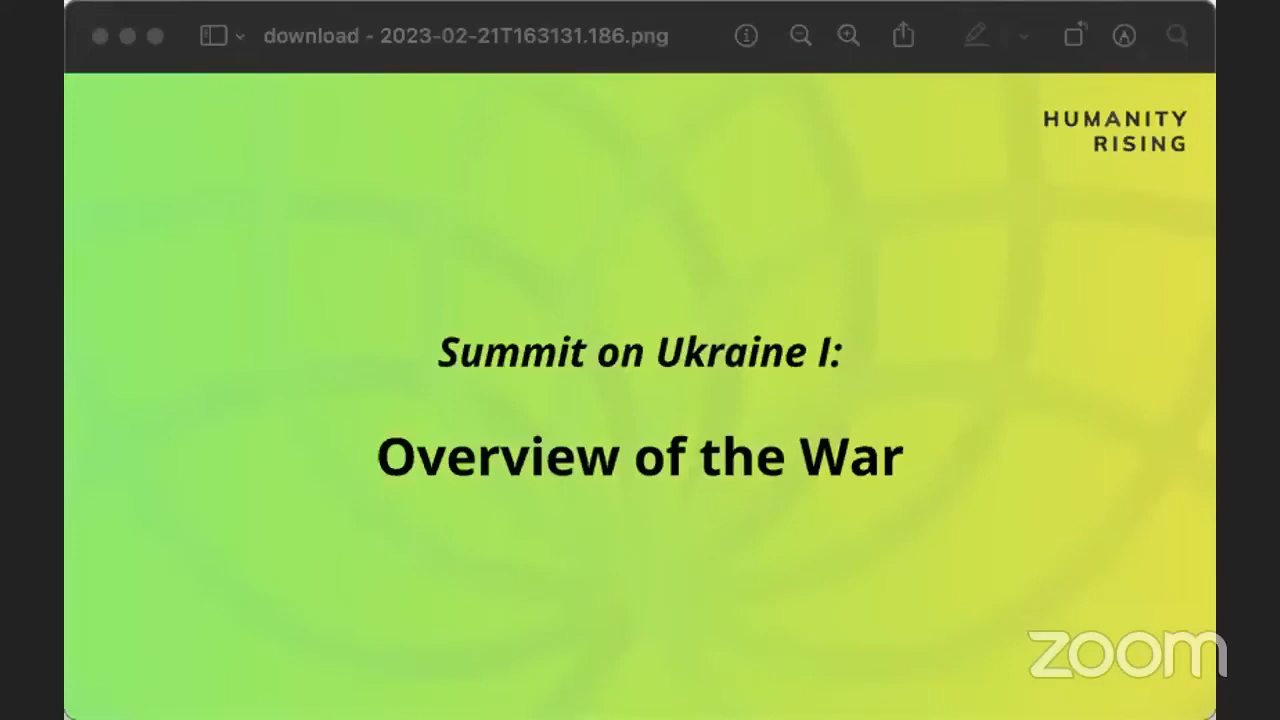 download - 2023-02-21T163131.186.png
HUMANITY
RISING
Summit on Ukraine I:
Overview of the War
zoom